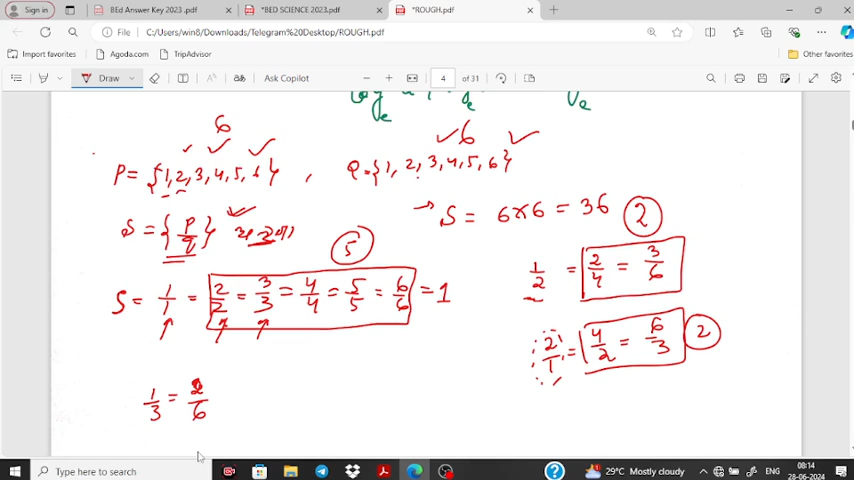 Sign in
BEd Answer Key 2023 .pdf
*BED SCIENCE 2023.pdf
*ROUGH.pdf
File C:/Users/win8/Downloads/Telegram%20Desktop/ROUGH.pdf
Import favorites Agoda.com TripAdvisor Other favorites
Draw Ask Copilot 4 of 31
6 6
P = {1, 2, 3, 4, 5, 6} , Q = {1, 2, 3, 4, 5, 6}
S = {p/q}
→ S = 6×6 = 36 2
5
1/2 = 2/4 = 3/6
S = 1/1 = 2/2 = 3/3 = 4/4 = 5/5 = 6/6 = 1
2/1 = 4/2 = 6/3 2
1/3 = 2/6
Type here to search 29°C Mostly cloudy ENG 08:14
28-06-2024